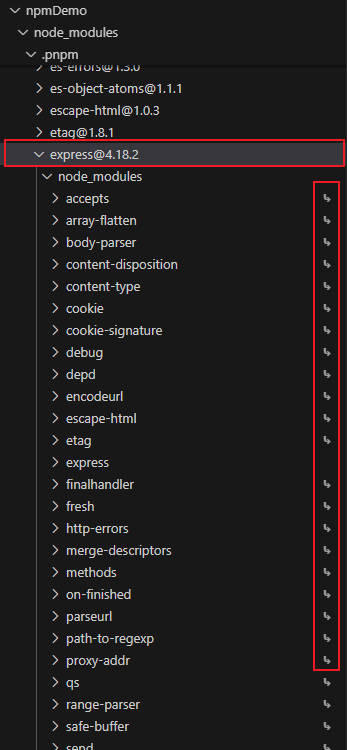 npmDemo
node_modules
.pnpm
es-errors@1.3.0
es-object-atoms@1.1.1
escape-html@1.0.3
etag@1.8.1
express@4.18.2
node_modules
accepts
array-flatten
body-parser
content-disposition
content-type
cookie
cookie-signature
debug
depd
encodeurl
escape-html
etag
express
finalhandler
fresh
http-errors
merge-descriptors
methods
on-finished
parseurl
path-to-regexp
proxy-addr
qs
range-parser
safe-buffer
send